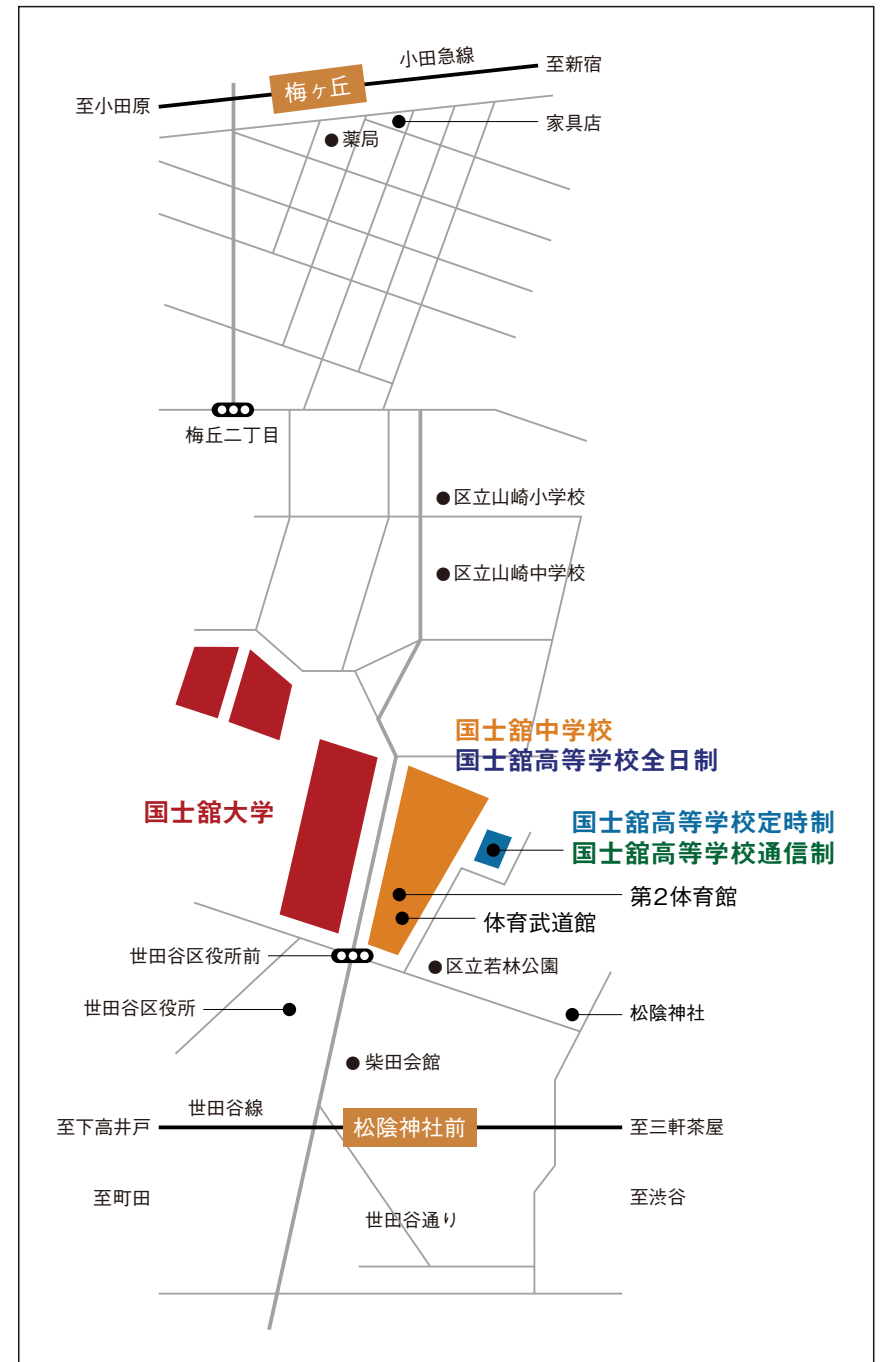 小田急線
至新宿
梅ヶ丘
至小田原
家具店
薬局
梅丘二丁目
区立山崎小学校
区立山崎中学校
国士舘中学校
国士舘高等学校全日制
国士舘大学
国士舘高等学校定時制
国士舘高等学校通信制
第2体育館
体育武道館
世田谷区役所前
区立若林公園
世田谷区役所
松陰神社
柴田会館
世田谷線
至下高井戸
松陰神社前
至三軒茶屋
至町田
至渋谷
世田谷通り